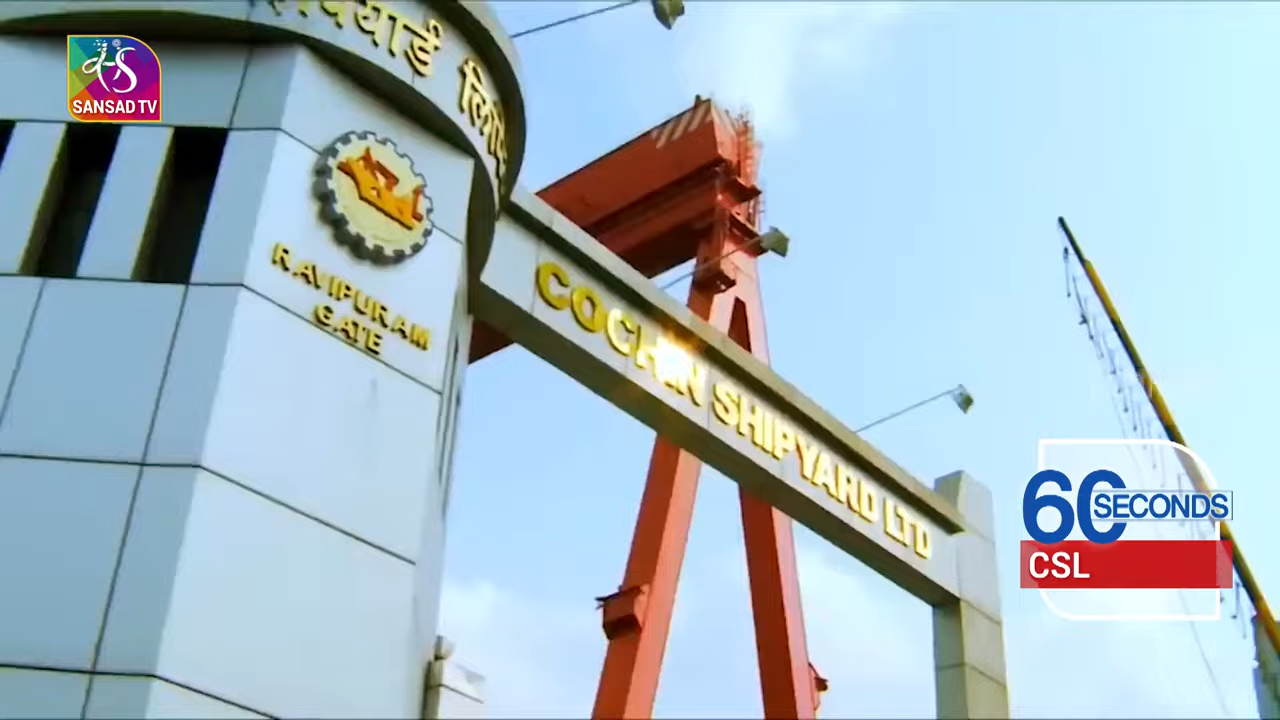 SANSAD TV
लिमि
RAVIPURAM
GATE
COCHIN SHIPYARD LTD
60 SECONDS
CSL